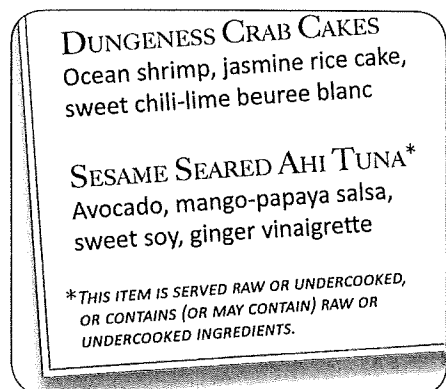 DUNGENESS CRAB CAKES
Ocean shrimp, jasmine rice cake,
sweet chili-lime beuree blanc
SESAME SEARED AHI TUNA*
Avocado, mango-papaya salsa,
sweet soy, ginger vinaigrette
*THIS ITEM IS SERVED RAW OR UNDERCOOKED,
OR CONTAINS (OR MAY CONTAIN) RAW OR
UNDERCOOKED INGREDIENTS.